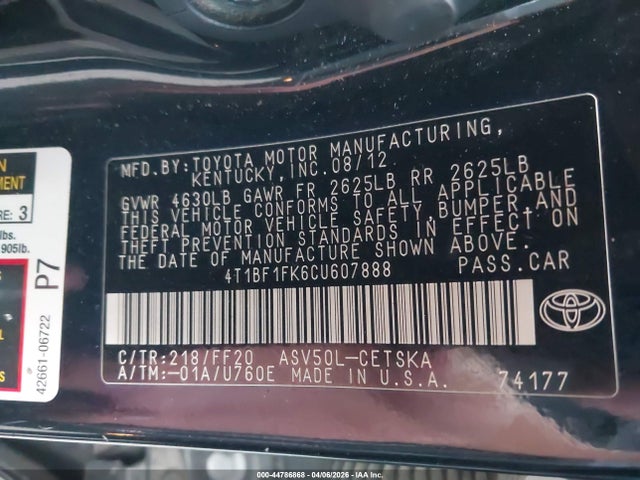 MFD.BY:TOYOTA MOTOR MANUFACTURING,
KENTUCKY,INC.08/12
GVWR 4630LB GAWR FR 2625LB RR 2625LB
THIS VEHICLE CONFORMS TO ALL APPLICABLE
FEDERAL MOTOR VEHICLE SAFETY,BUMPER AND
THEFT PREVENTION STANDARDS IN EFFECT ON
THE DATE OF MANUFACTURE SHOWN ABOVE.
4T1BF1FK6CU607888 PASS.CAR
C/TR:218/FF20 ASV50L-CETSKA
A/TM:-01A/U760E MADE IN U.S.A. 74177
MENT
RE: 3
lbs.
905lb.
P7
42661-06722
000-44786868 - 04/06/2026 - IAAI.COM